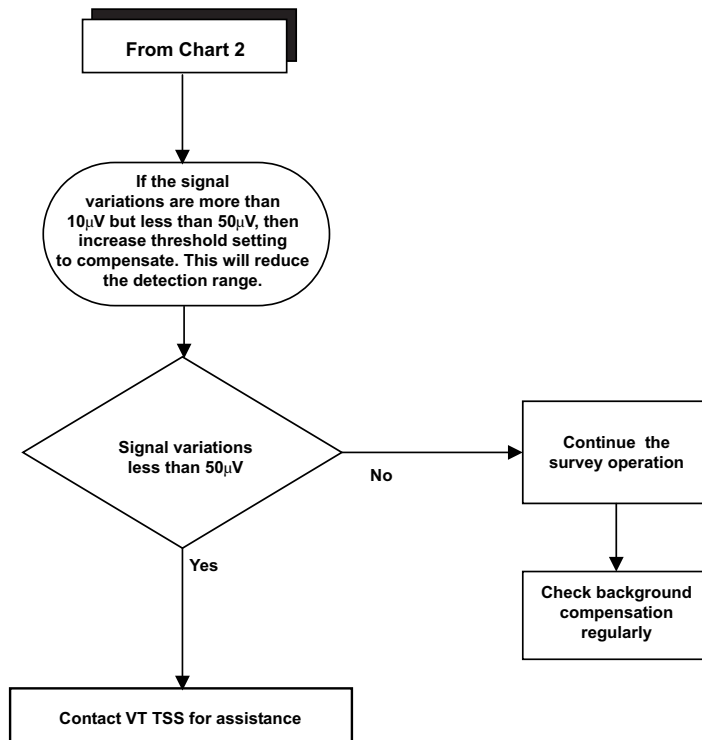 From Chart 2
If the signal
variations are more than
10μV but less than 50μV, then
increase threshold setting
to compensate. This will reduce
the detection range.
Signal variations
less than 50μV
No
Continue the
survey operation
Yes
Check background
compensation
regularly
Contact VT TSS for assistance